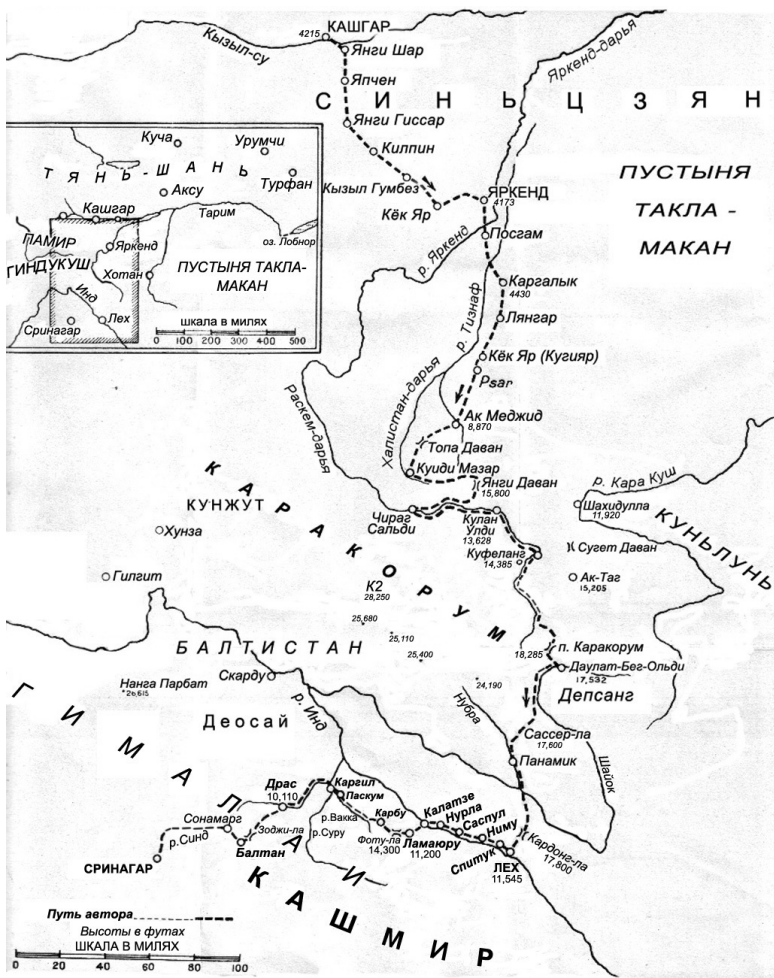 КАШГАР
4215
Кызыл-су
Янги Шар
Япчен
Яркенд-дарья
СИНЬЦЗЯН
Янги Гиссар
Килпин
Кызыл Гумбез
Кёк Яр
ЯРКЕНД
4173
ПУСТЫНЯ
ТАКЛА -
МАКАН
Куча
Урумчи
ТЯНЬ-ШАНЬ
Турфан
Аксу
Кашгар
Тарим
ПАМИР
Яркенд
оз. Лобнор
ГИНДУКУШ
Хотан
ПУСТЫНЯ ТАКЛА-
МАКАН
Инд
Лех
Сринагар
шкала в милях
0 100 200 300 400 500
Посгам
р. Яркенд
Каргалык
4430
Лянгар
р. Тизнаф
Кёк Яр (Кугияр)
Psar
Раскем-дарья
Хапистан-дарья
Ак Меджид
8,870
Топа Даван
Куиди Мазар
Янги Даван
15,800
р. Кара Куш
Шахидулла
11,920
КУНЬЛУНЬ
КАРАКОРУМ
КУНЖУТ
Хунза
Чираг
Сальди
Кулан
Улди
13,628
Куфеланг
14,385
Сугет Даван
Ак-Таг
15,205
Гилгит
К2
28,250
25,680
25,110
25,400
24,190
БАЛТИСТАН
18,285
п. Каракорум
Даулат-Бег-Ольди
17,532
Депсанг
Скарду
Нанга Парбат
26,615
р. Инд
Нубра
Деосай
Сассер-ла
17,600
Панамик
Шайок
ГИМАЛАИ
Драс
10,110
Каргил
Паскум
Сонамарг
р.Синд
Зоджи-ла
р.Вакка
р.Суру
Карбу
Калатзе
Нурла
Саспул
Ниму
Балтан
Фоту-ла
14,300
Ламаюру
11,200
Спитук
ЛЕХ
11,545
Кардонг-ла
17,800
СРИНАГАР
КАШМИР
Путь автора
Высоты в футах
ШКАЛА В МИЛЯХ
0 20 40 60 80 100